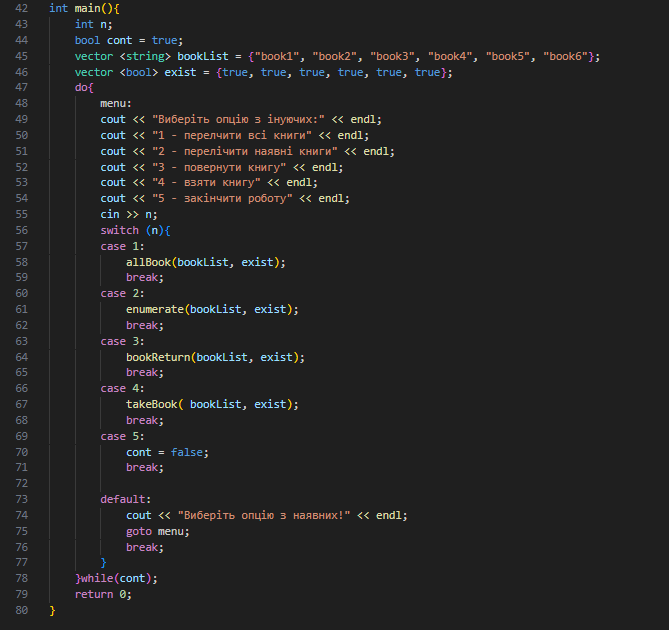 42 int main(){
43 int n;
44 bool cont = true;
45 vector <string> bookList = {"book1", "book2", "book3", "book4", "book5", "book6"};
46 vector <bool> exist = {true, true, true, true, true, true};
47 do{
48 menu:
49 cout << "Виберіть опцію з інуючих:" << endl;
50 cout << "1 - перелчити всі книги" << endl;
51 cout << "2 - перелічити наявні книги" << endl;
52 cout << "3 - повернути книгу" << endl;
53 cout << "4 - взяти книгу" << endl;
54 cout << "5 - закінчити роботу" << endl;
55 cin >> n;
56 switch (n){
57 case 1:
58 allBook(bookList, exist);
59 break;
60 case 2:
61 enumerate(bookList, exist);
62 break;
63 case 3:
64 bookReturn(bookList, exist);
65 break;
66 case 4:
67 takeBook( bookList, exist);
68 break;
69 case 5:
70 cont = false;
71 break;
72
73 default:
74 cout << "Виберіть опцію з наявних!" << endl;
75 goto menu;
76 break;
77 }
78 }while(cont);
79 return 0;
80 }